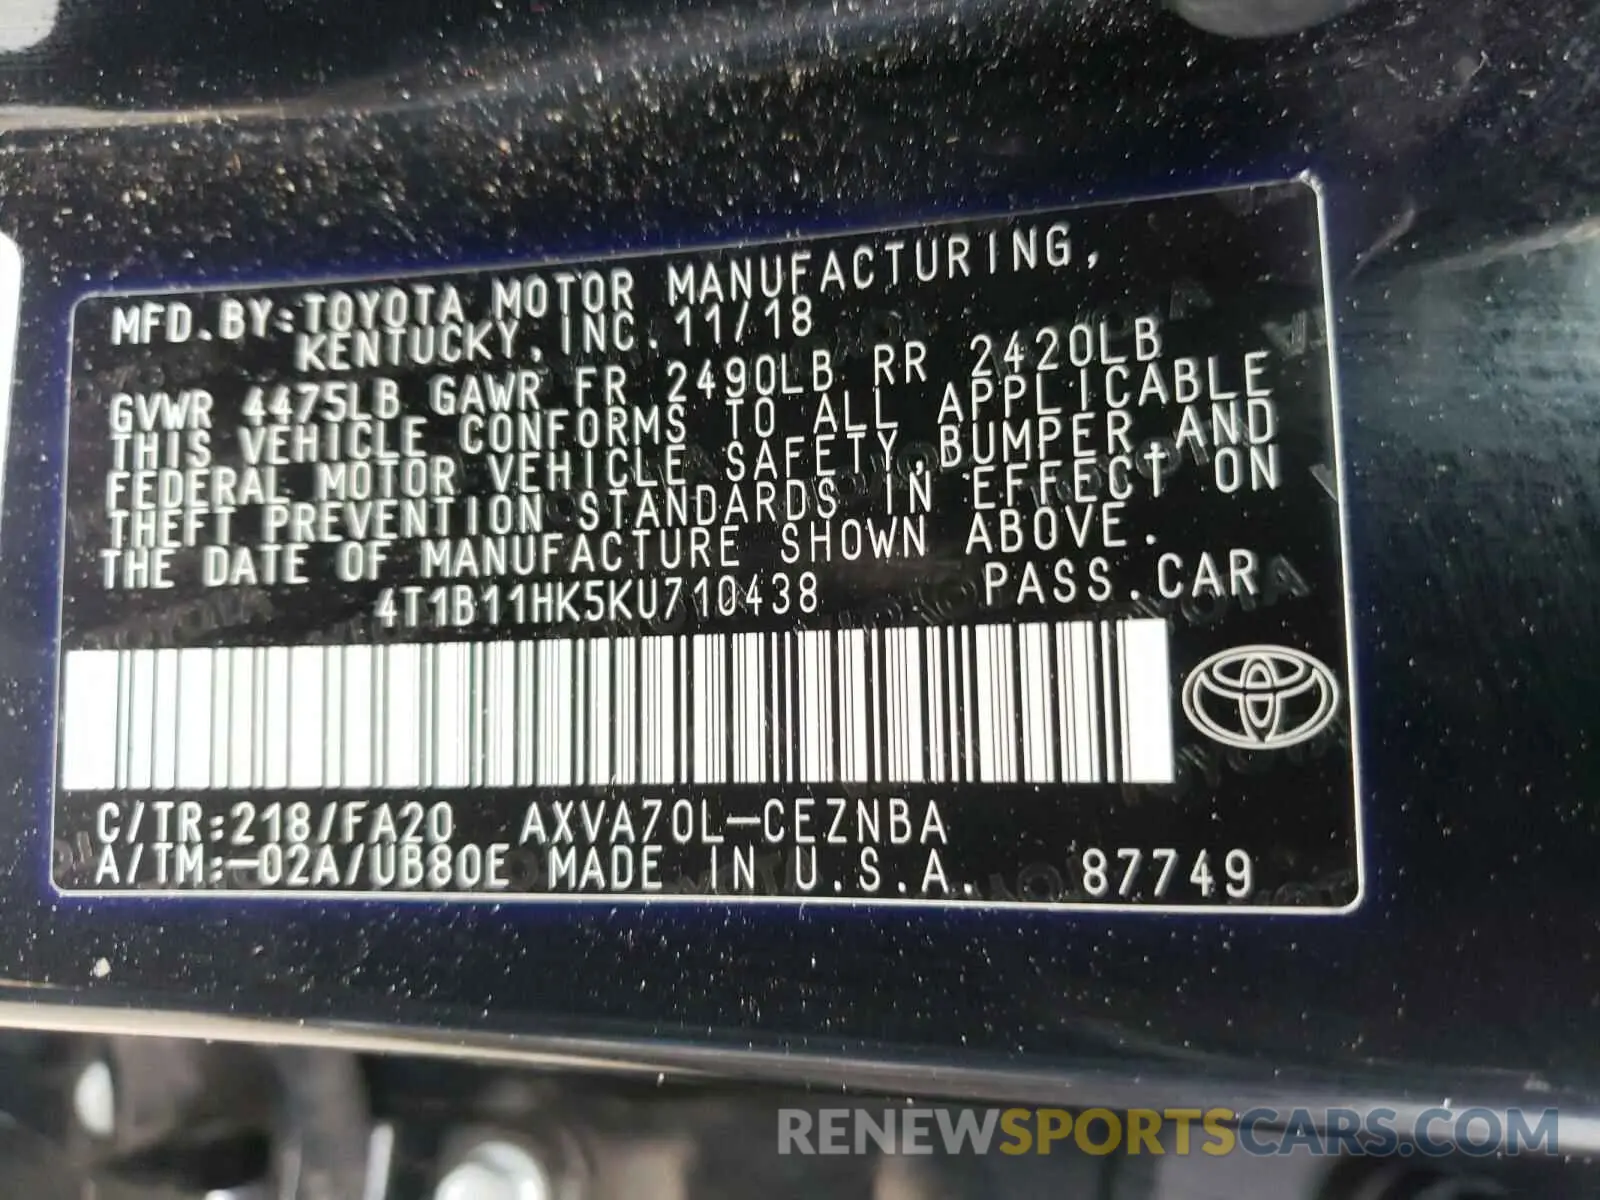 MFD.BY:TOYOTA MOTOR MANUFACTURING,
KENTUCKY, INC. 11/18
GVWR 4475LB GAWR FR 2490LB RR 2420LB
THIS VEHICLE CONFORMS TO ALL APPLICABLE
FEDERAL MOTOR VEHICLE SAFETY,BUMPER,AND
THEFT PREVENTION STANDARDS IN EFFECT ON
THE DATE OF MANUFACTURE SHOWN ABOVE.
4T1B11HK5KU710438 PASS.CAR
C/TR:218/FA20 AXVA70L-CEZNBA
A/TM:-02A/UB80E MADE IN U.S.A. 87749
RENEWSPORTSCARS.COM